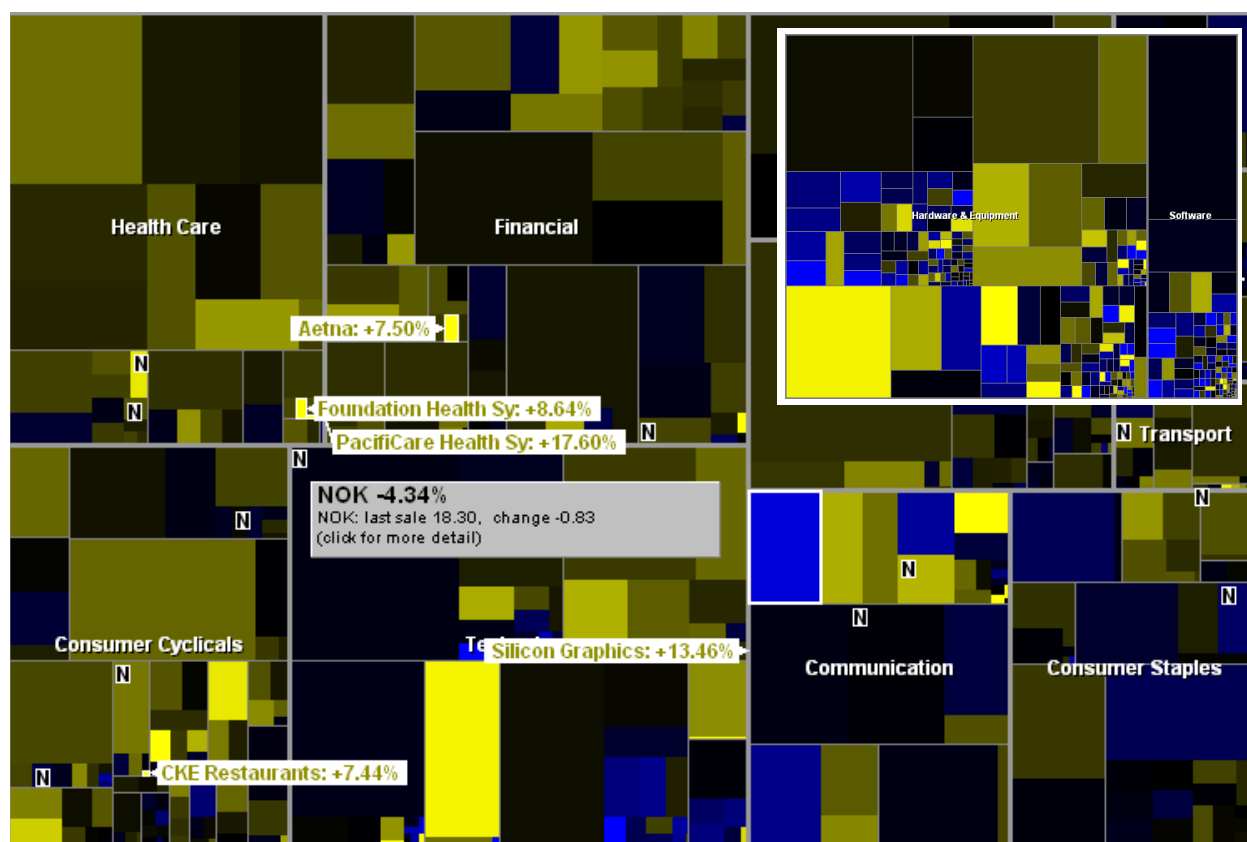 Hardware & Equipment
Software
Health Care
Financial
Aetna: +7.50%
N
N
Foundation Health Sy: +8.64%
N
PacifiCare Health Sy: +17.60%
N Transport
N
NOK -4.34%
NOK: last sale 18.30, change -0.83
(click for more detail)
N
N
N
N
N
Consumer Cyclicals
Te
Silicon Graphics: +13.46%
Communication
Consumer Staples
N
N
CKE Restaurants: +7.44%